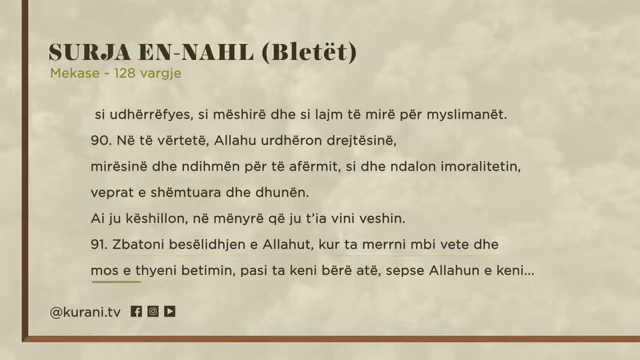 SURJA EN-NAHL (Bletët)
Mekase - 128 vargje
si udhërrëfyes, si mëshirë dhe si lajm të mirë për myslimanët.
90. Në të vërtetë, Allahu urdhëron drejtësinë,
mirësinë dhe ndihmën për të afërmit, si dhe ndalon imoralitetin,
veprat e shëmtuara dhe dhunën.
Ai ju këshillon, në mënyrë që ju t’ia vini veshin.
91. Zbatoni besëlidhjen e Allahut, kur ta merrni mbi vete dhe
mos e thyeni betimin, pasi ta keni bërë atë, sepse Allahun e keni...
@kurani.tv